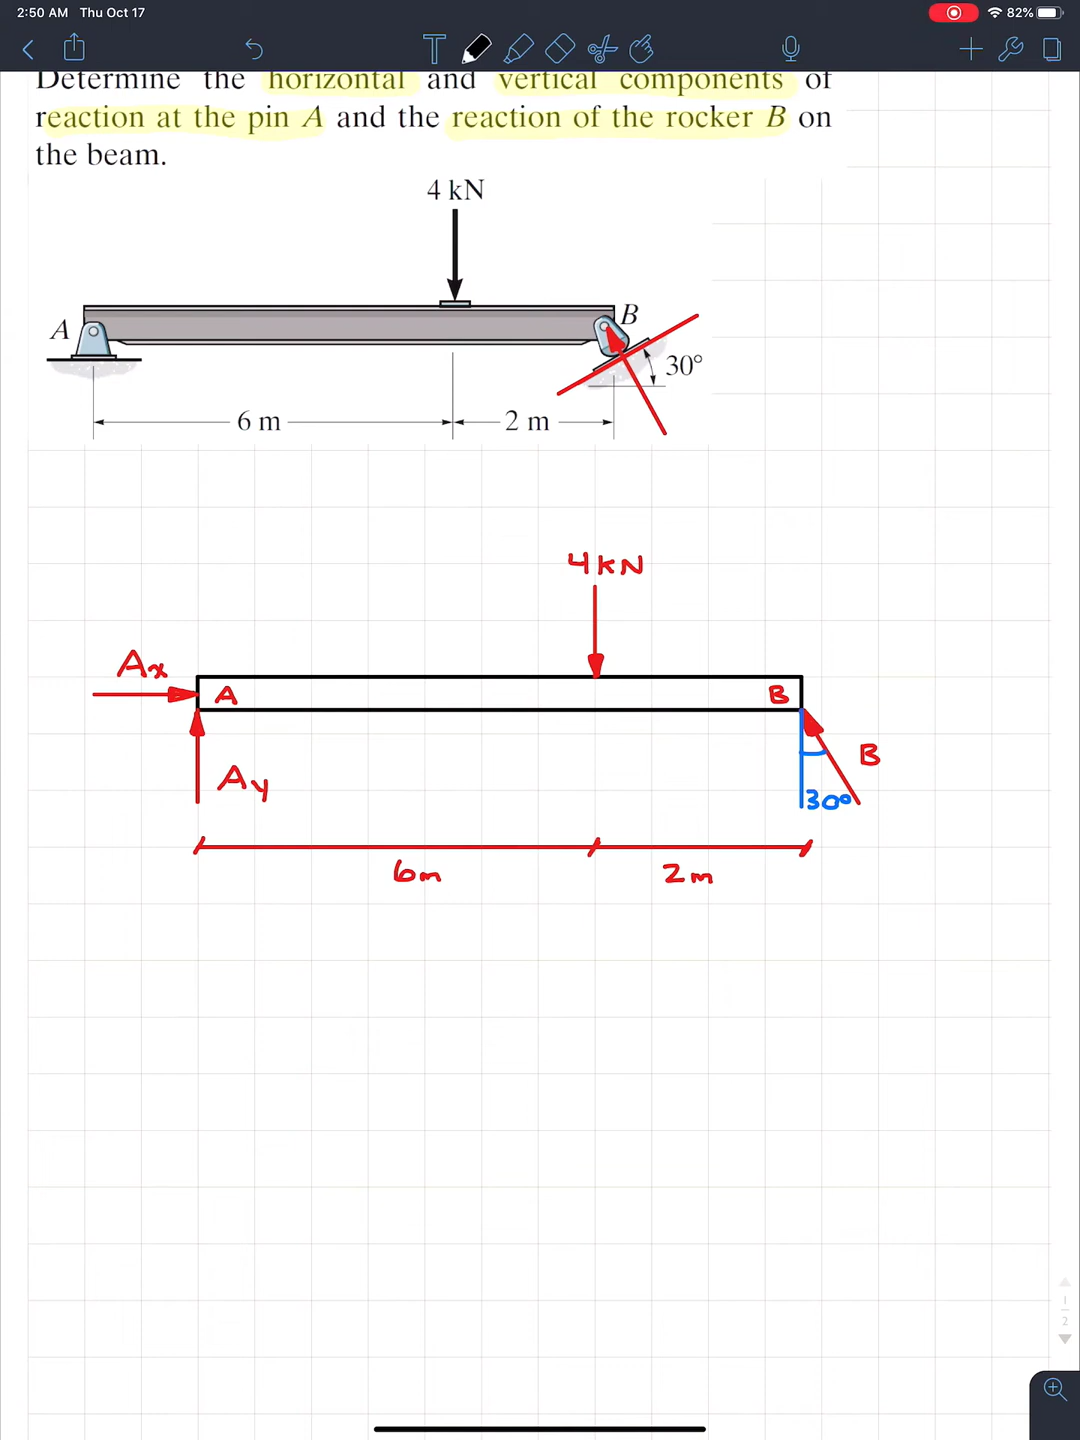 2:50 AM Thu Oct 17
82%
Determine the horizontal and vertical components of
reaction at the pin A and the reaction of the rocker B on
the beam.
4 kN
A
B
30°
6 m
2 m
4kN
Ax
A
B
B
Ay
30°
6m
2m
1
2